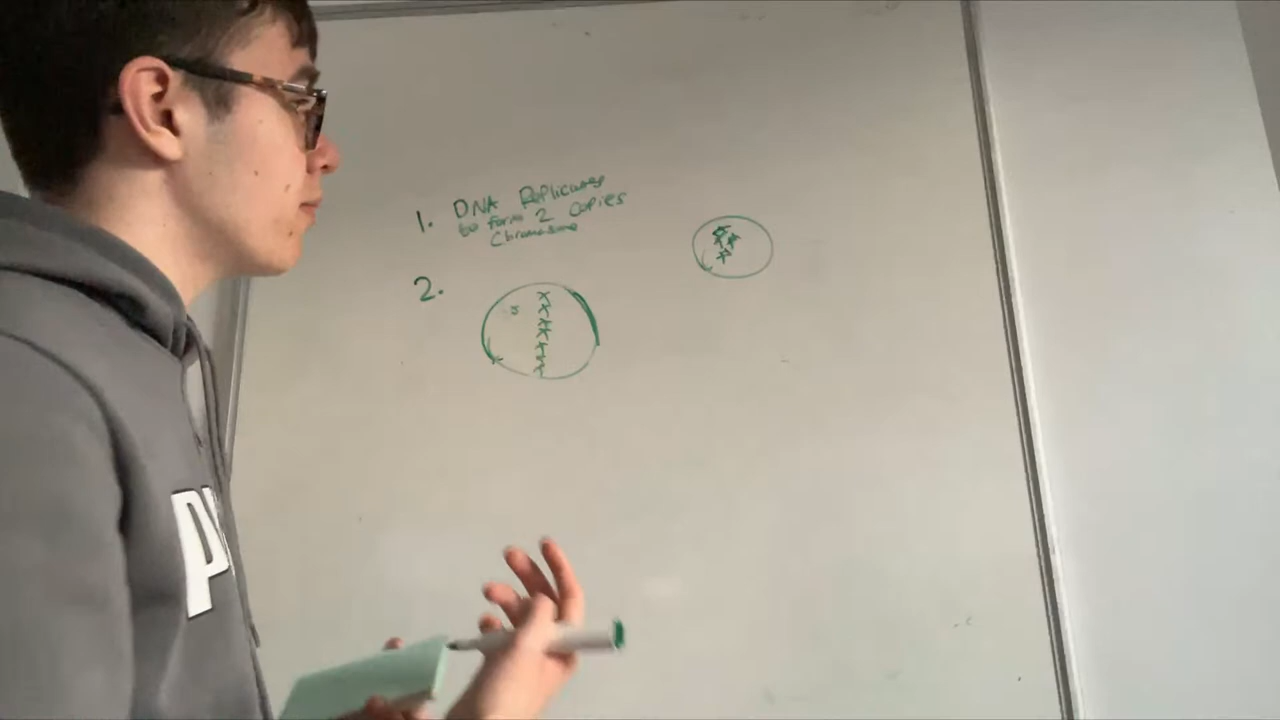 1. DNA Replicates
to form 2 copies
Chromosome
2.